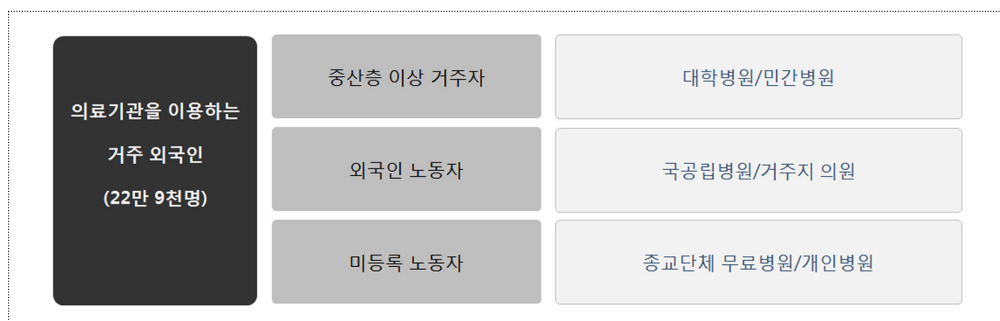 의료기관을 이용하는
거주 외국인
(22만 9천명)
중산층 이상 거주자
대학병원/민간병원
외국인 노동자
국공립병원/거주지 의원
미등록 노동자
종교단체 무료병원/개인병원